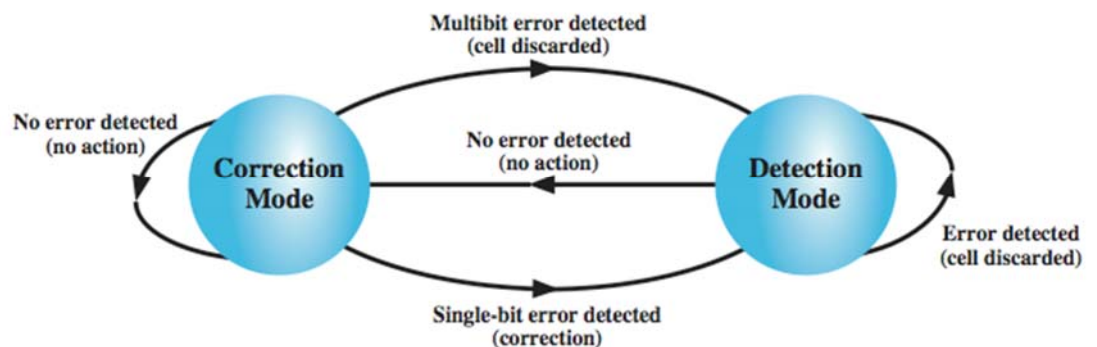 Multibit error detected
(cell discarded)
No error detected
(no action)
Correction
Mode
No error detected
(no action)
Detection
Mode
Error detected
(cell discarded)
Single-bit error detected
(correction)